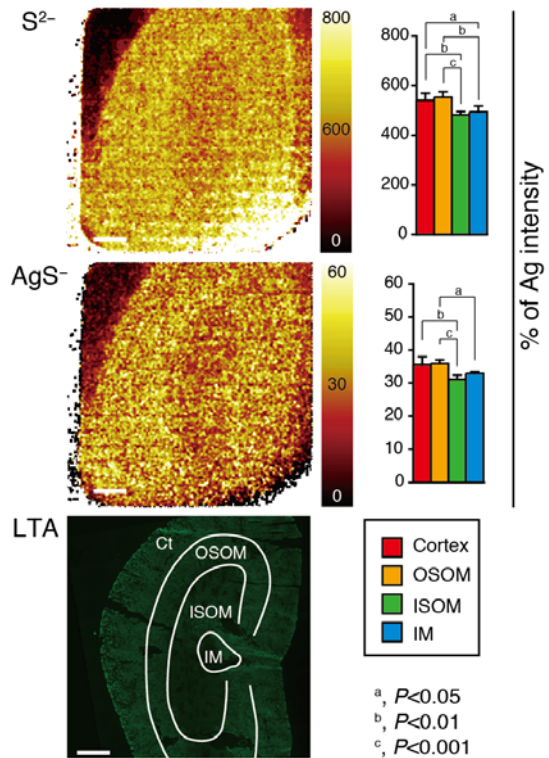 S²⁻
800
600
0
a
b
b
c
800
600
400
200
0
% of Ag intensity
AgS⁻
60
30
0
a
b
c
60
50
40
30
20
10
0
LTA
Ct
OSOM
ISOM
IM
Cortex
OSOM
ISOM
IM
ᵃ, P<0.05
ᵇ, P<0.01
ᶜ, P<0.001